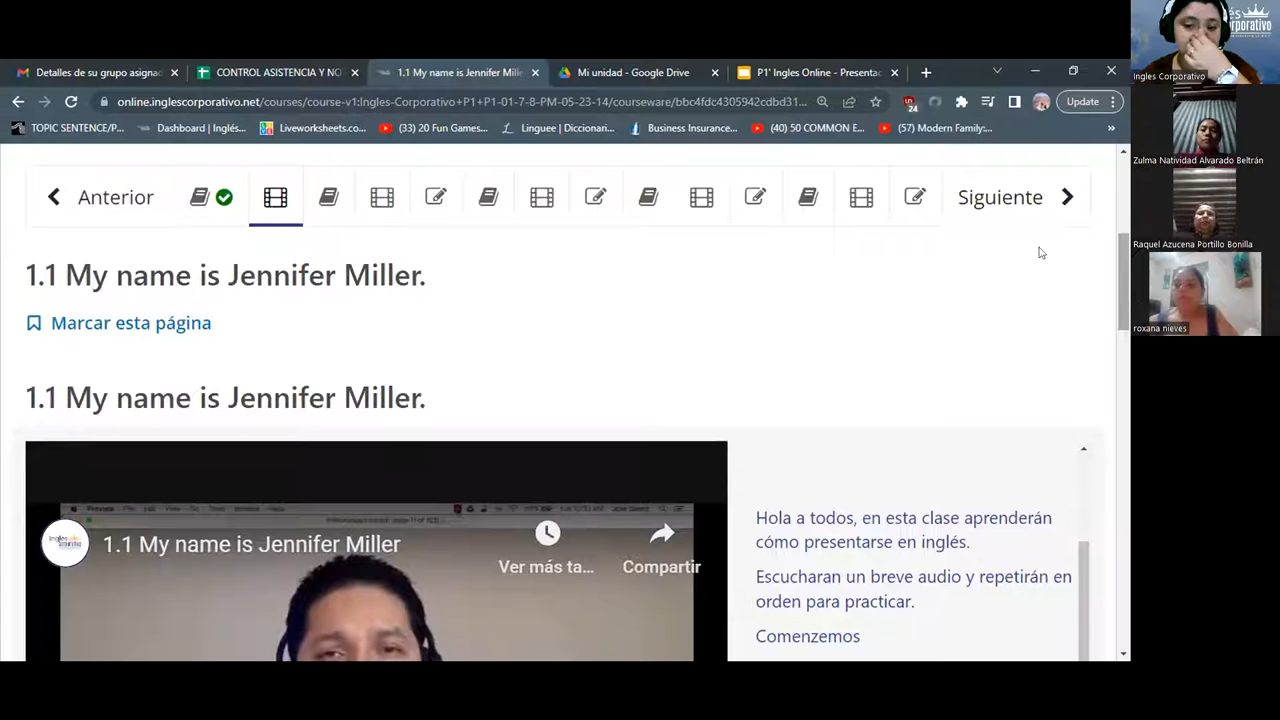 Detalles de su grupo asigna
CONTROL ASISTENCIA Y NO
1.1 My name is Jennifer Mill
Mi unidad - Google Drive
P1' Ingles Online - Presentac
online.inglescorporativo.net/courses/course-v1:Ingles-Corporativo+P1+P1-01-7-8-PM-05-23-14/courseware/bbc4fdc4305942cdbd31...
24
Update
TOPIC SENTENCE/P...
Dashboard | Inglés...
Liveworksheets.co...
(33) 20 Fun Games...
Linguee | Diccionari...
Business Insurance...
(40) 50 COMMON E...
(57) Modern Family:...
»
Anterior
Siguiente
1.1 My name is Jennifer Miller.
Marcar esta página
1.1 My name is Jennifer Miller.
1.1 My name is Jennifer Miller
Ver más ta...
Compartir
Hola a todos, en esta clase aprenderán
cómo presentarse en inglés.
Escucharan un breve audio y repetirán en
orden para practicar.
Comenzemos
Ingles Corporativo
Zulma Natividad Alvarado Beltrán
Raquel Azucena Portillo Bonilla
roxana nieves